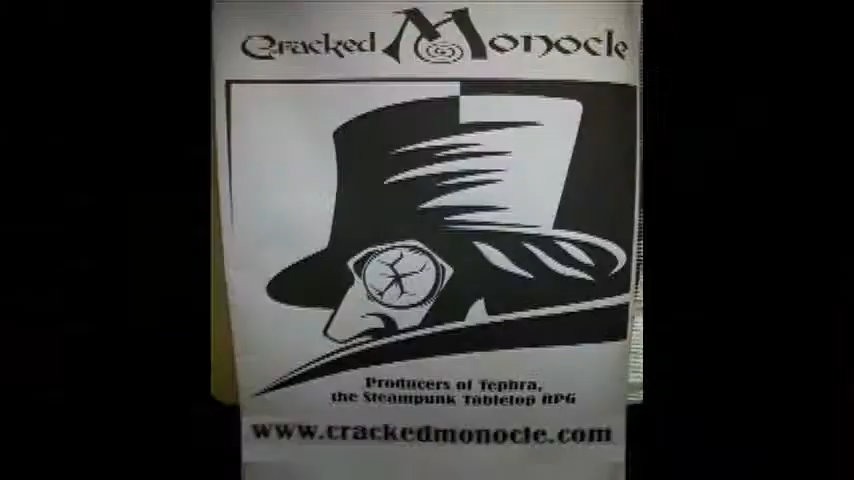 Cracked Monocle
Producers of Tephra,
the Steampunk Tabletop RPG
www.crackedmonocle.com